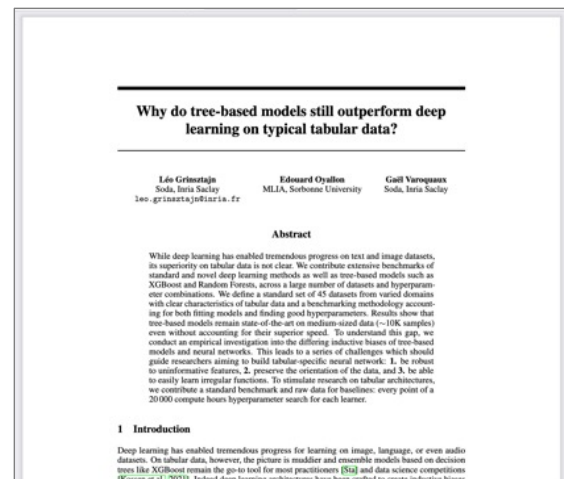 Why do tree-based models still outperform deep
learning on typical tabular data?
Léo Grinsztajn
Soda, Inria Saclay
leo.grinsztajn@inria.fr
Edouard Oyallon
MLIA, Sorbonne University
Gaël Varoquaux
Soda, Inria Saclay
Abstract
While deep learning has enabled tremendous progress on text and image datasets,
its superiority on tabular data is not clear. We contribute extensive benchmarks of
standard and novel deep learning methods as well as tree-based models such as
XGBoost and Random Forests, across a large number of datasets and hyperparam-
eter combinations. We define a standard set of 45 datasets from varied domains
with clear characteristics of tabular data and a benchmarking methodology account-
ing for both fitting models and finding good hyperparameters. Results show that
tree-based models remain state-of-the-art on medium-sized data (∼10K samples)
even without accounting for their superior speed. To understand this gap, we
conduct an empirical investigation into the differing inductive biases of tree-based
models and neural networks. This leads to a series of challenges which should
guide researchers aiming to build tabular-specific neural network: 1. be robust
to uninformative features, 2. preserve the orientation of the data, and 3. be able
to easily learn irregular functions. To stimulate research on tabular architectures,
we contribute a standard benchmark and raw data for baselines: every point of a
20 000 compute hours hyperparameter search for each learner.
1 Introduction
Deep learning has enabled tremendous progress for learning on image, language, or even audio
datasets. On tabular data, however, the picture is muddier and ensemble models based on decision
trees like XGBoost remain the go-to tool for most practitioners [Sta] and data science competitions